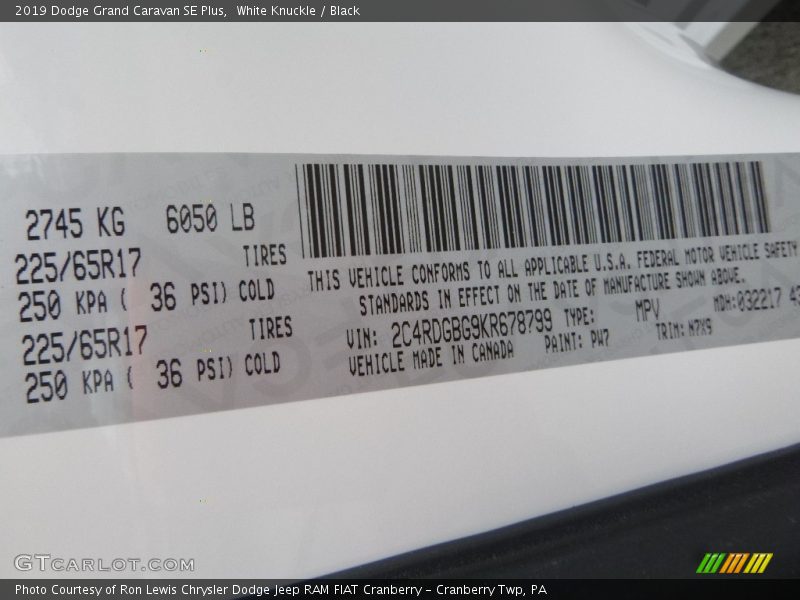 2019 Dodge Grand Caravan SE Plus, White Knuckle / Black
2745 KG 6050 LB
225/65R17 TIRES
250 KPA ( 36 PSI) COLD
225/65R17 TIRES
250 KPA ( 36 PSI) COLD
THIS VEHICLE CONFORMS TO ALL APPLICABLE U.S.A. FEDERAL MOTOR VEHICLE SAFETY
STANDARDS IN EFFECT ON THE DATE OF MANUFACTURE SHOWN ABOVE.
VIN: 2C4RDGBG9KR678799 TYPE: MPV MDH:032217 43
VEHICLE MADE IN CANADA PAINT: PW7 TRIM: N7X9
GTCARLOT.COM
Photo Courtesy of Ron Lewis Chrysler Dodge Jeep RAM FIAT Cranberry – Cranberry Twp, PA